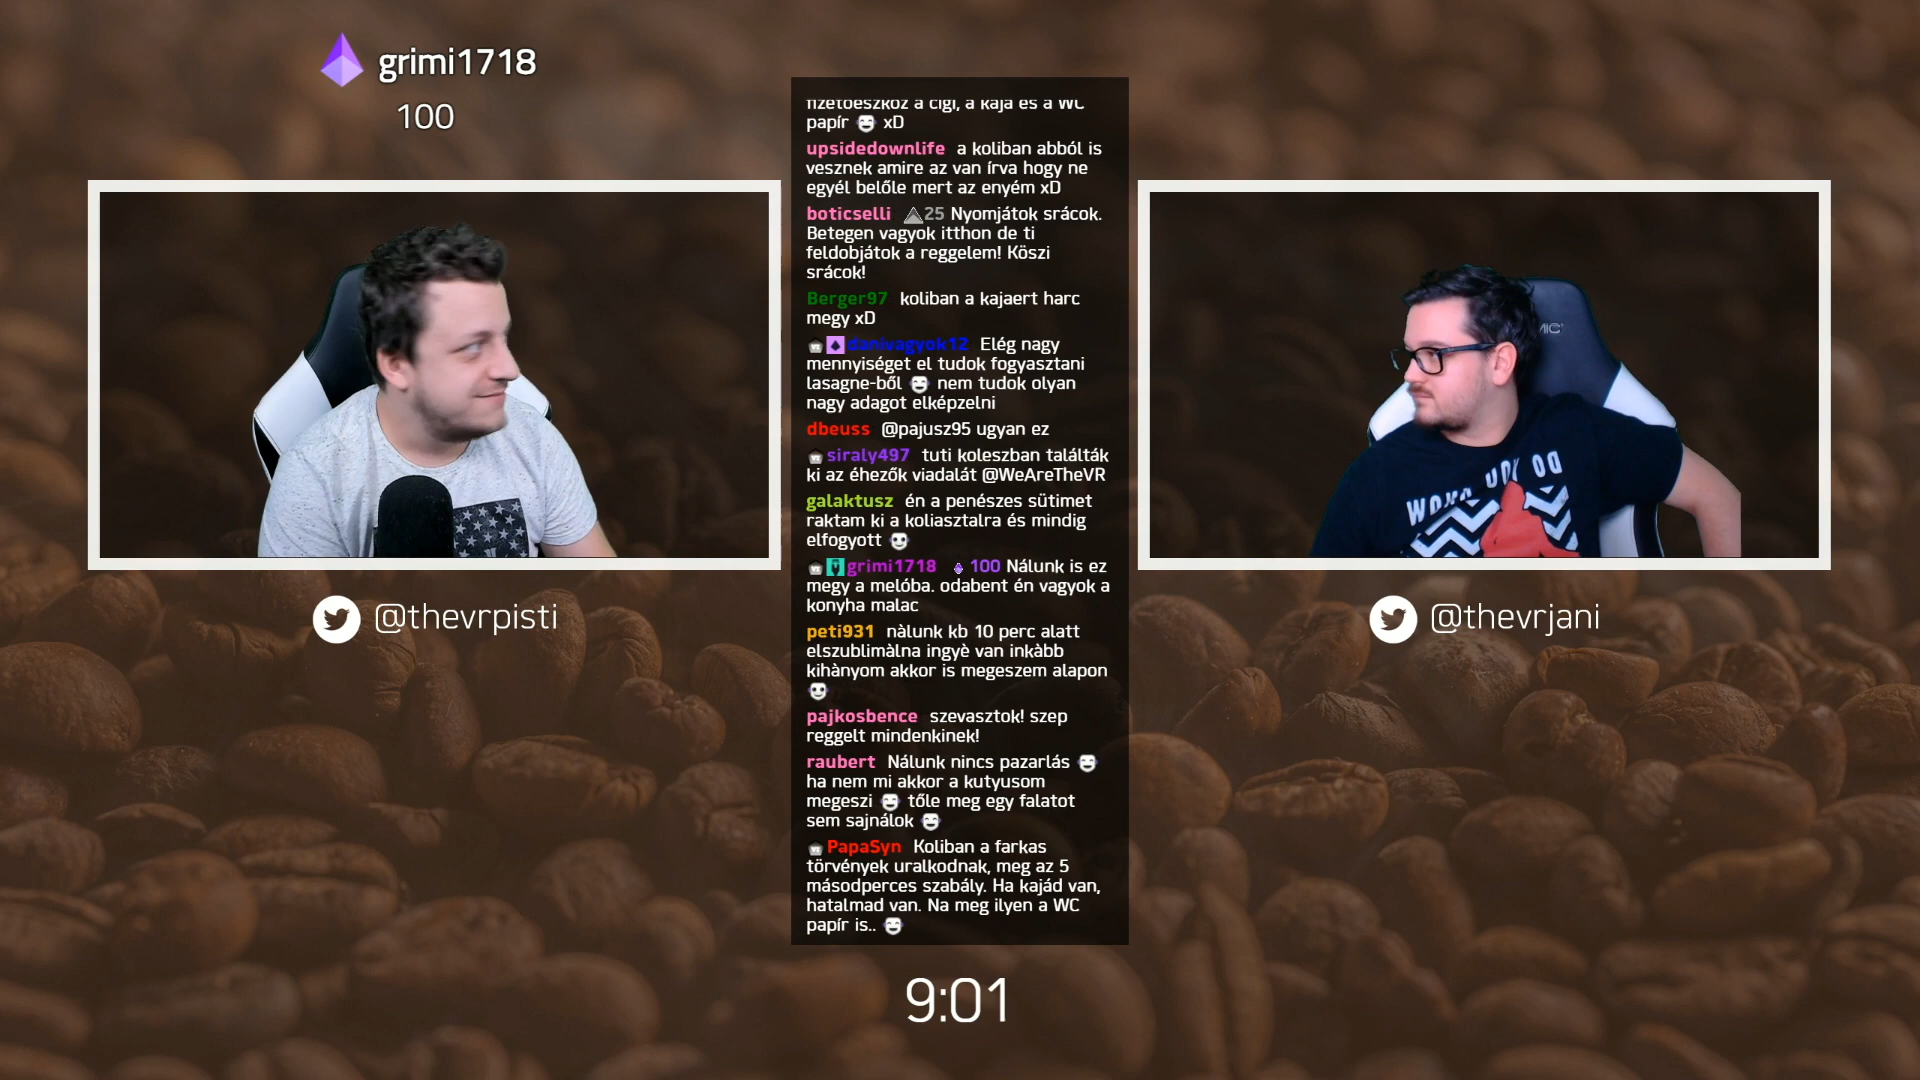 grimi1718
100
fizetőeszköz a cigi, a kaja és a WC
papír xD
upsidedownlife a koliban abból is
vesznek amire az van írva hogy ne
egyél belőle mert az enyém xD
boticselli 25 Nyomjátok srácok.
Betegen vagyok itthon de ti
feldobjátok a reggelem! Köszi
srácok!
Berger97 koliban a kajaert harc
megy xD
danivagyok12 Elég nagy
mennyiséget el tudok fogyasztani
lasagne-ből nem tudok olyan
nagy adagot elképzelni
dbeuss @pajusz95 ugyan ez
siraly497 tuti koleszban találták
ki az éhezők viadalát @WeAreTheVR
galaktusz én a penészes sütimet
raktam ki a koliasztalra és mindig
elfogyott
grimi1718 100 Nálunk is ez
megy a melóba. odabent én vagyok a
konyha malac
peti931 nàlunk kb 10 perc alatt
elszublimàlna ingyè van inkàbb
kihànyom akkor is megeszem alapon
pajkosbence szevasztok! szep
reggelt mindenkinek!
raubert Nálunk nincs pazarlás
ha nem mi akkor a kutyusom
megeszi tőle meg egy falatot
sem sajnálok
PapaSyn Koliban a farkas
törvények uralkodnak, meg az 5
másodperces szabály. Ha kajád van,
hatalmad van. Na meg ilyen a WC
papír is..
@thevrpisti
@thevrjani
9:01